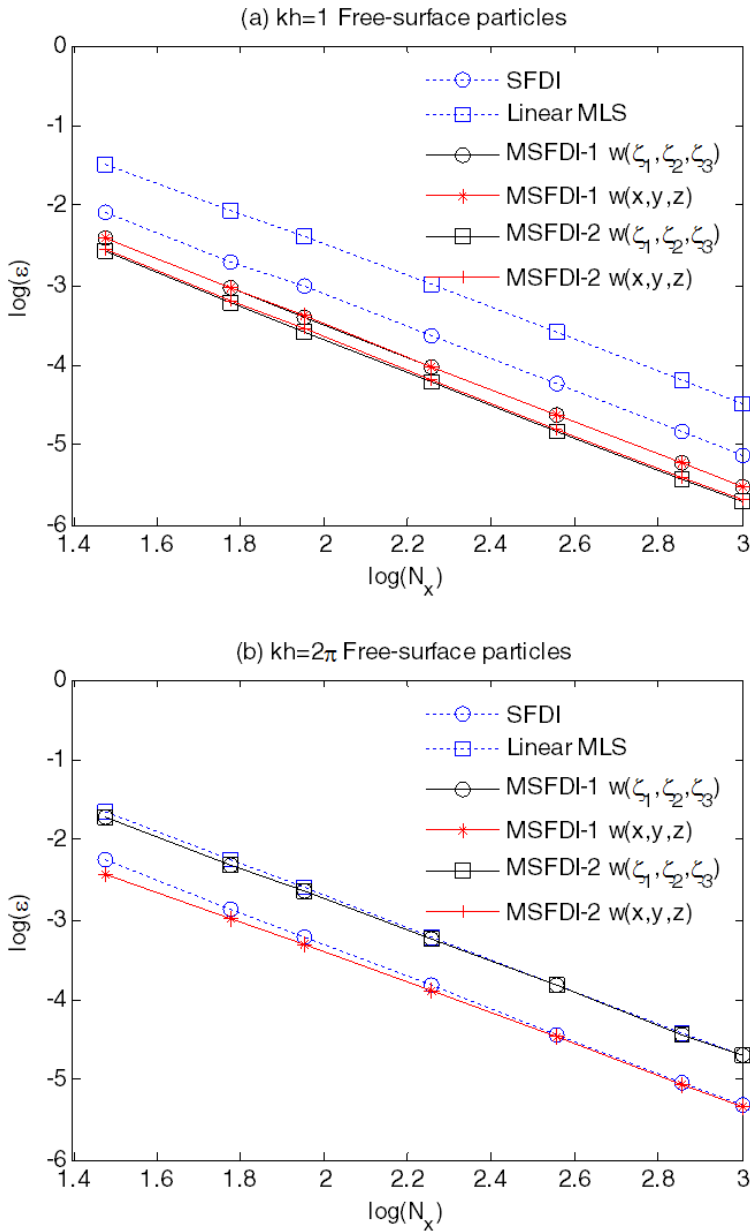 (a) kh=1 Free-surface particles
0
-1
-2
-3
-4
-5
-6
log(ε)
SFDI
Linear MLS
MSFDI-1 w(ζ₁,ζ₂,ζ₃)
MSFDI-1 w(x,y,z)
MSFDI-2 w(ζ₁,ζ₂,ζ₃)
MSFDI-2 w(x,y,z)
1.4 1.6 1.8 2 2.2 2.4 2.6 2.8 3
log(Nₓ)
(b) kh=2π Free-surface particles
0
-1
-2
-3
-4
-5
-6
log(ε)
SFDI
Linear MLS
MSFDI-1 w(ζ₁,ζ₂,ζ₃)
MSFDI-1 w(x,y,z)
MSFDI-2 w(ζ₁,ζ₂,ζ₃)
MSFDI-2 w(x,y,z)
1.4 1.6 1.8 2 2.2 2.4 2.6 2.8 3
log(Nₓ)